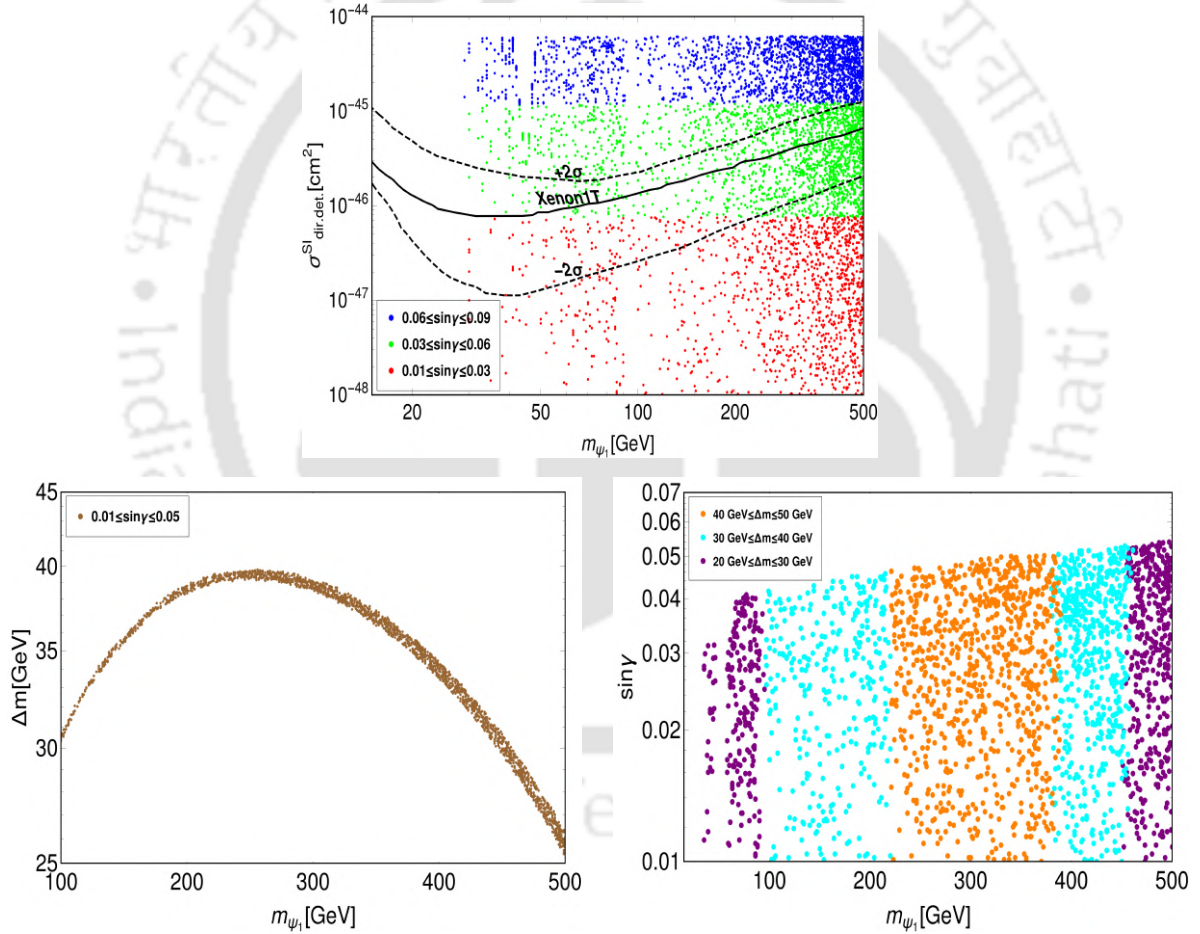 10⁻⁴⁴
10⁻⁴⁵
10⁻⁴⁶
10⁻⁴⁷
10⁻⁴⁸
σ^SI_dir.det.[cm²]
+2σ
Xenon1T
−2σ
0.06≤sinγ≤0.09
0.03≤sinγ≤0.06
0.01≤sinγ≤0.03
20 50 100 200 500
m_ψ₁[GeV]
45
40
35
30
25
Δm[GeV]
0.01≤sinγ≤0.05
100 200 300 400 500
m_ψ₁[GeV]
0.07
0.06
0.05
0.04
0.03
0.02
0.01
sinγ
40 GeV≤Δm≤50 GeV
30 GeV≤Δm≤40 GeV
20 GeV≤Δm≤30 GeV
100 200 300 400 500
m_ψ₁[GeV]